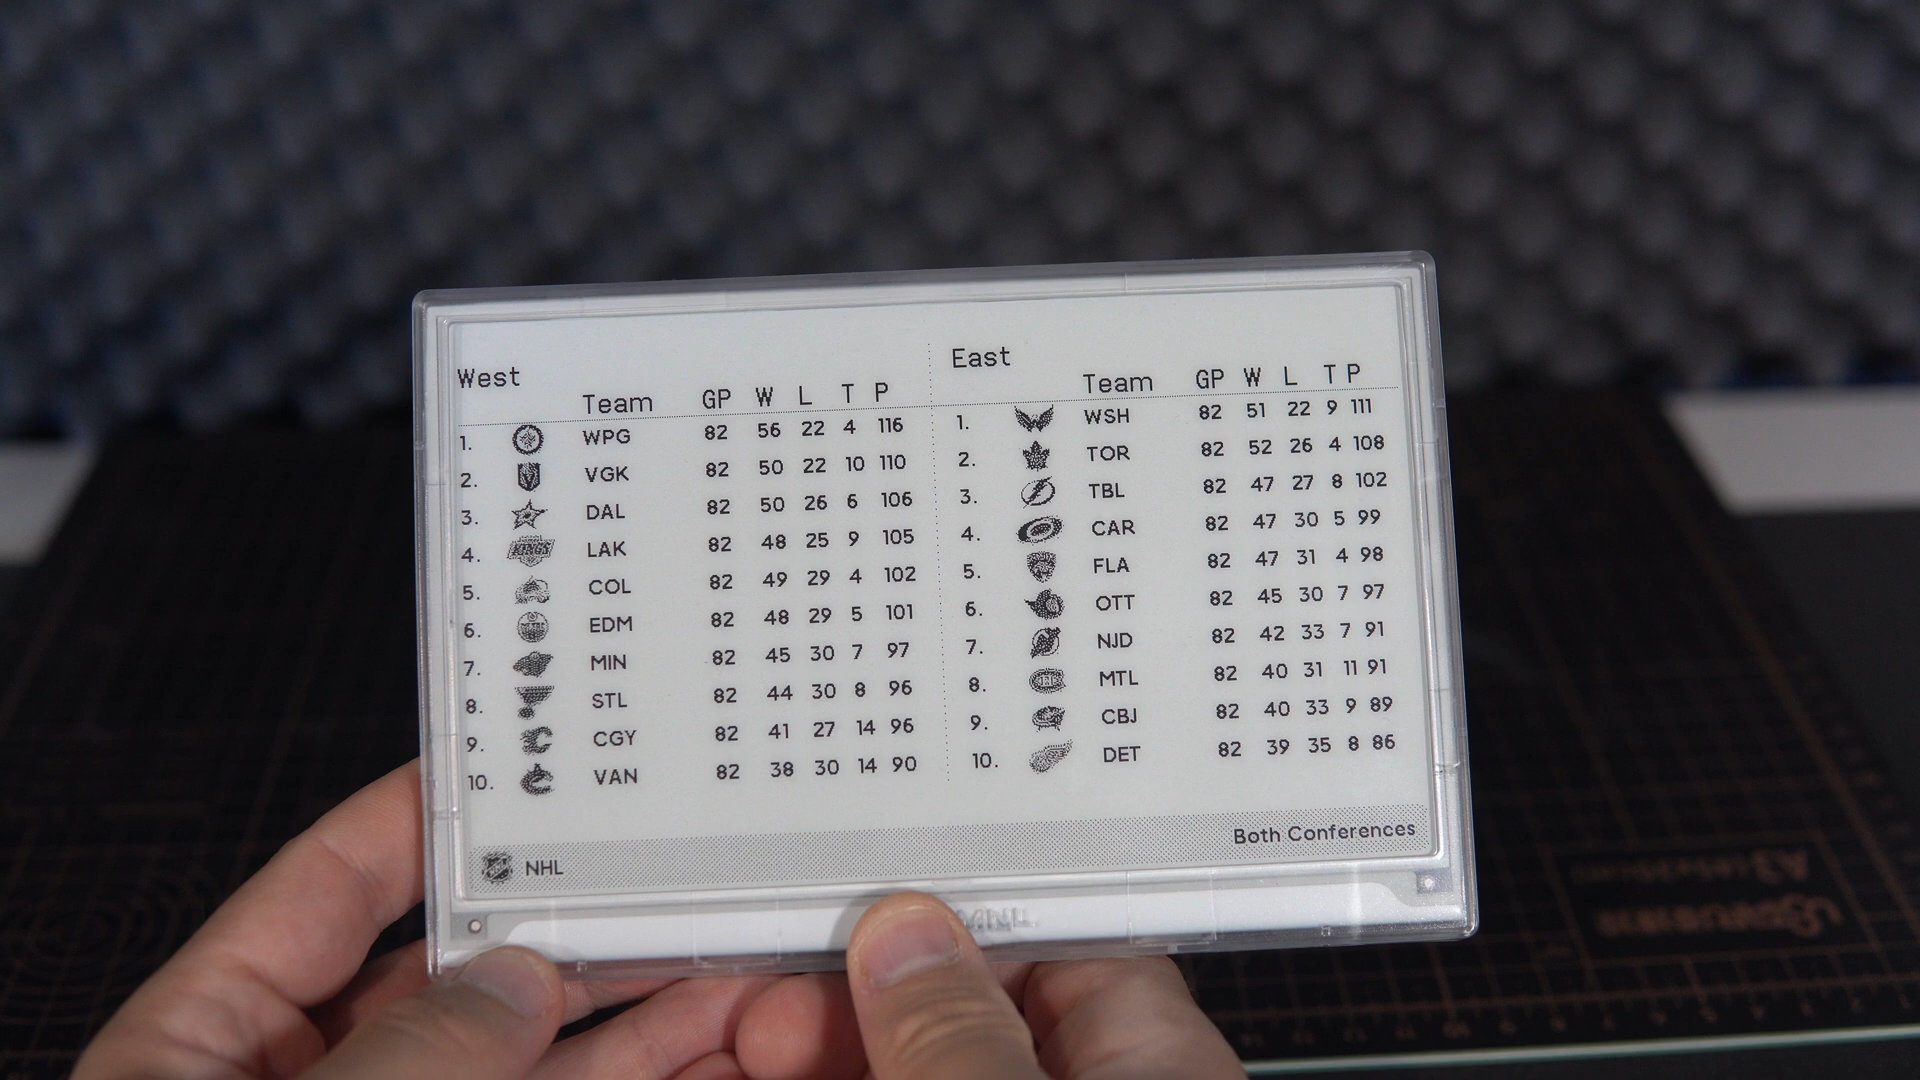 West
Team GP W L T P
1. WPG 82 56 22 4 116
2. VGK 82 50 22 10 110
3. DAL 82 50 26 6 106
4. KINGS LAK 82 48 25 9 105
5. COL 82 49 29 4 102
6. EDM 82 48 29 5 101
7. MIN 82 45 30 7 97
8. STL 82 44 30 8 96
9. CGY 82 41 27 14 96
10. VAN 82 38 30 14 90
East
Team GP W L T P
1. WSH 82 51 22 9 111
2. TOR 82 52 26 4 108
3. TBL 82 47 27 8 102
4. CAR 82 47 30 5 99
5. FLA 82 47 31 4 98
6. OTT 82 45 30 7 97
7. NJD 82 42 33 7 91
8. MTL 82 40 31 11 91
9. CBJ 82 40 33 9 89
10. DET 82 39 35 8 86
NHL
Both Conferences
A3